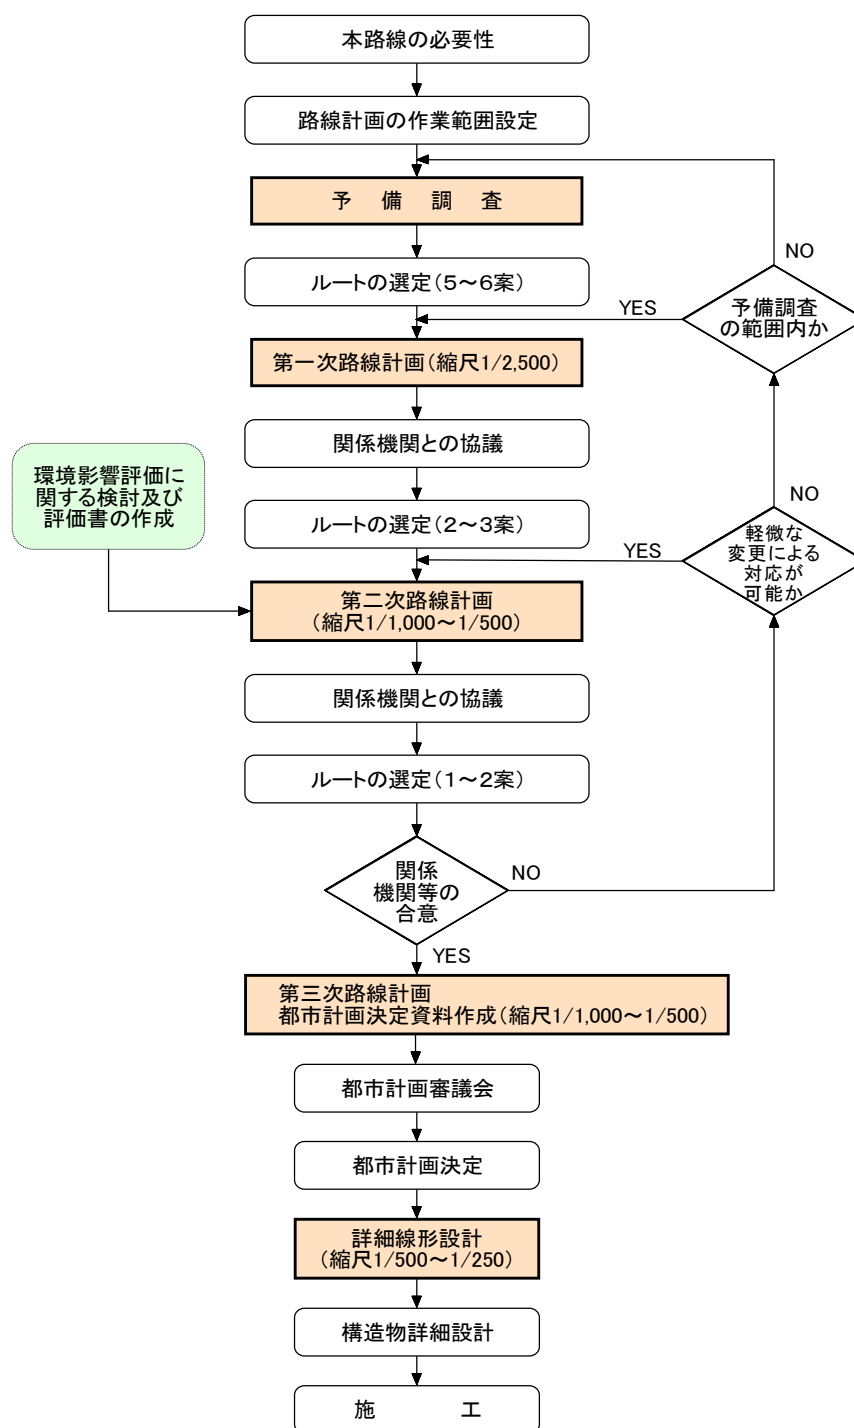 本路線の必要性
路線計画の作業範囲設定
予備調査
NO
ルートの選定(5～6案)
YES
予備調査
の範囲内か
第一次路線計画(縮尺1/2,500)
関係機関との協議
環境影響評価に
関する検討及び
評価書の作成
NO
ルートの選定(2～3案)
YES
軽微な
変更による
対応が
可能か
第二次路線計画
(縮尺1/1,000～1/500)
関係機関との協議
ルートの選定(1～2案)
関係
機関等の
合意
NO
YES
第三次路線計画
都市計画決定資料作成(縮尺1/1,000～1/500)
都市計画審議会
都市計画決定
詳細線形設計
(縮尺1/500～1/250)
構造物詳細設計
施工